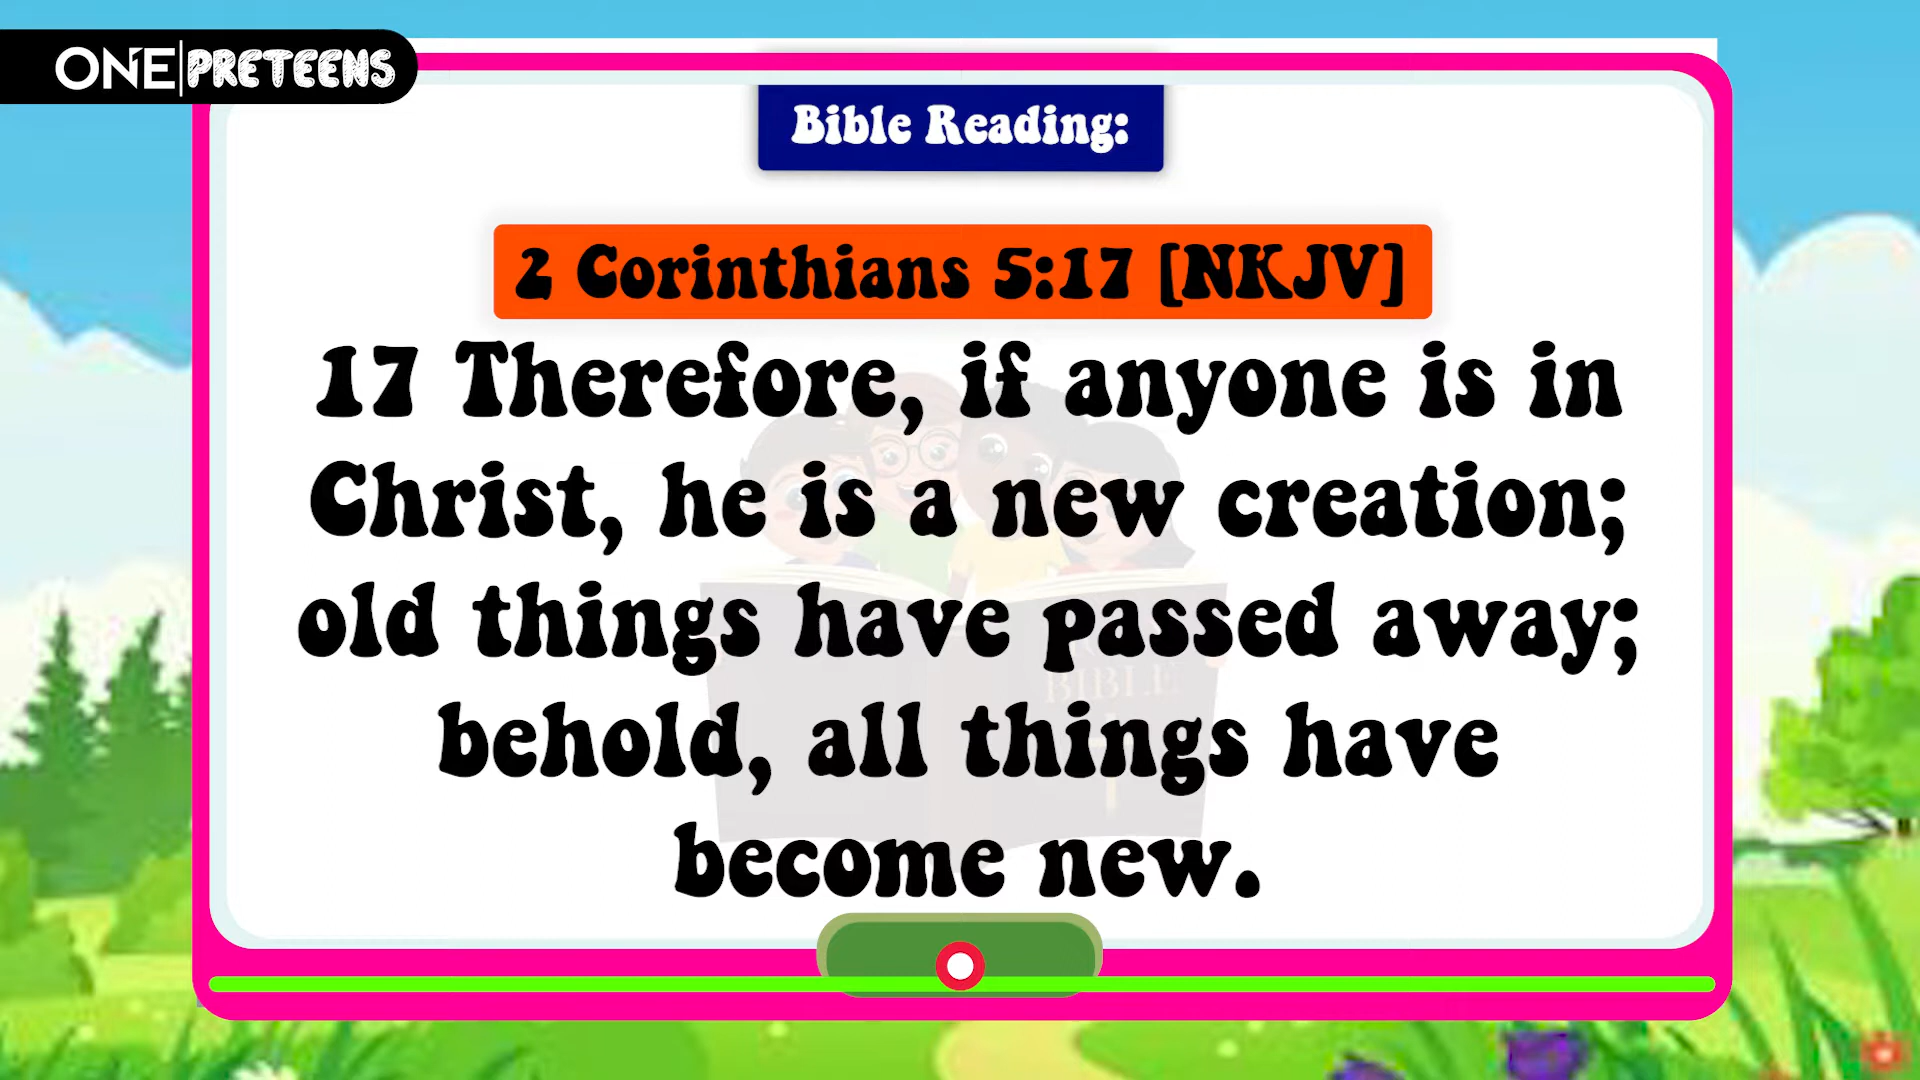 ONE|PRETEENS
Bible Reading:
2 Corinthians 5:17 [NKJV]
17 Therefore, if anyone is in
Christ, he is a new creation;
old things have passed away;
behold, all things have
become new.
BIBLE